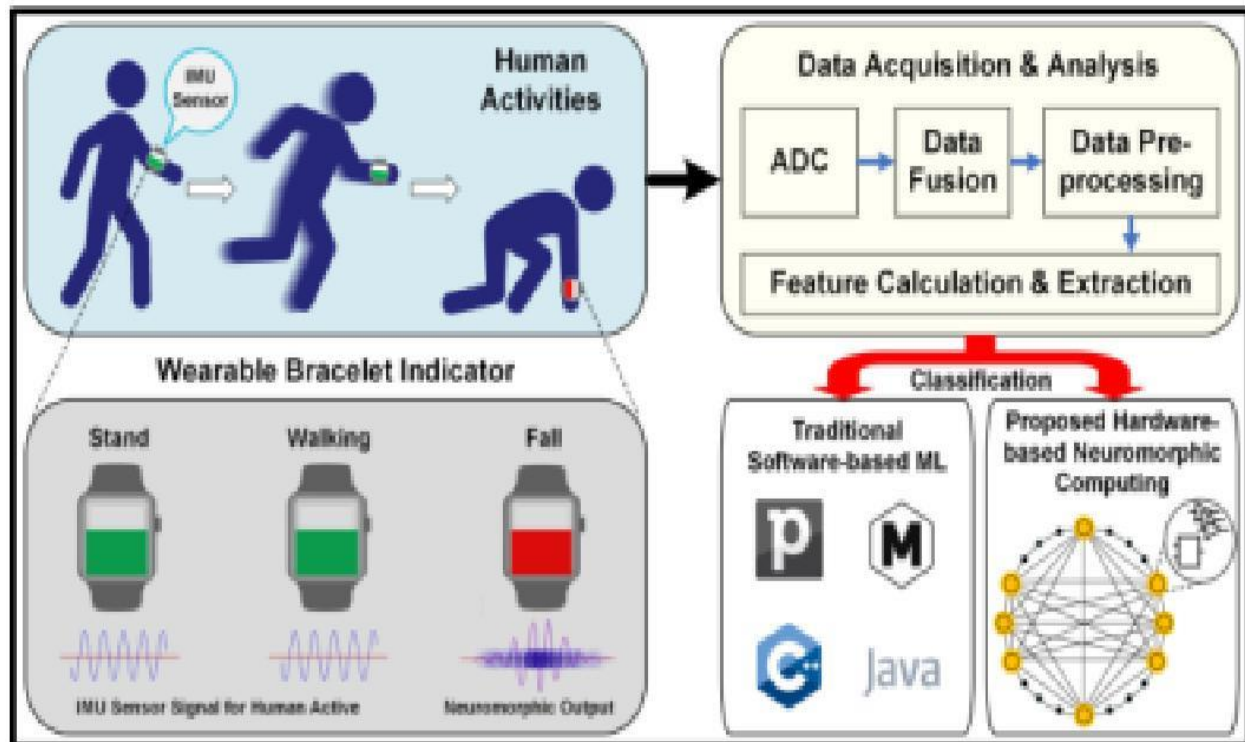 IMU
Sensor
Human
Activities
Data Acquisition & Analysis
ADC
Data
Fusion
Data Pre-
processing
Feature Calculation & Extraction
Wearable Bracelet Indicator
Stand
Walking
Fall
IMU Sensor Signal for Human Active
Neuromorphic Output
Classification
Traditional
Software-based ML
P
M
C++
Java
Proposed Hardware-
based Neuromorphic
Computing